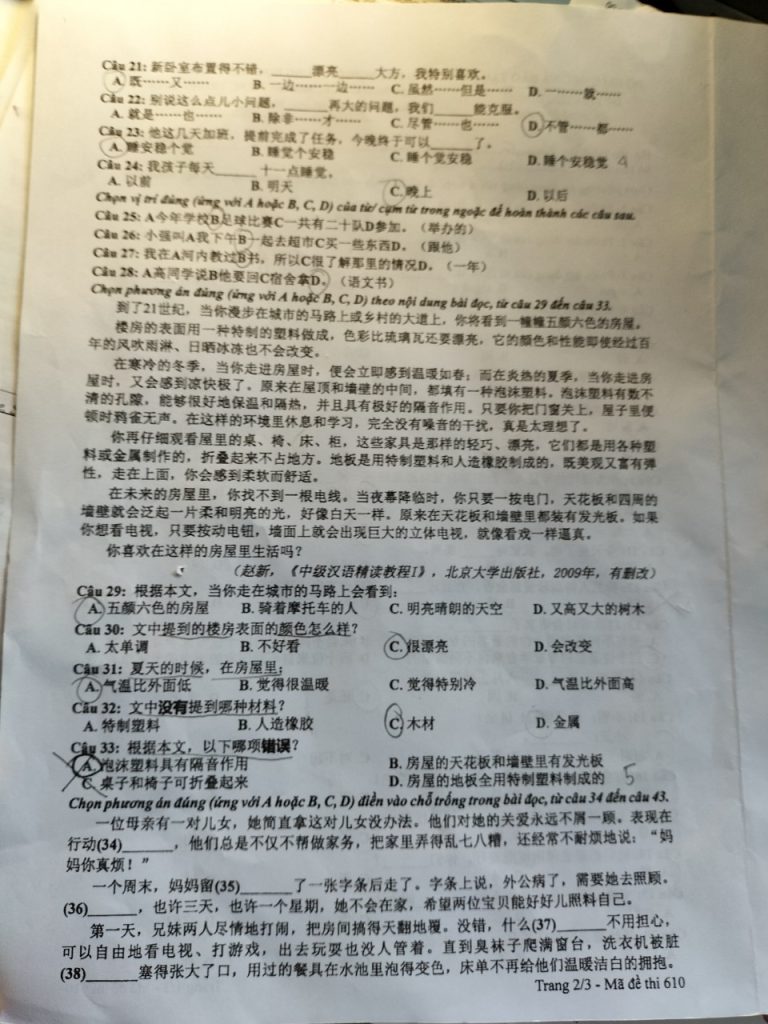 Câu 21: 新卧室布置得不错，______漂亮______大方，我特别喜欢。
A. 既……又…… B. 一边……一边…… C. 虽然……但是…… D. 一……就……
Câu 22: 别说这么点儿小问题，______再大的问题，我们______能克服。
A. 就是……也…… B. 除非……才…… C. 尽管……也…… D. 不管……都……
Câu 23: 他这几天加班，提前完成了任务，今晚终于可以______了。
A. 睡安稳个觉 B. 睡觉个安稳 C. 睡个觉安稳 D. 睡个安稳觉 4
Câu 24: 我孩子每天______ 十一点睡觉。
A. 以前 B. 明天 C. 晚上 D. 以后
Chọn vị trí đúng (ứng với A hoặc B, C, D) của từ/ cụm từ trong ngoặc để hoàn thành các câu sau.
Câu 25: A今年学校B足球比赛C一共有二十队D参加。（举办的）
Câu 26: 小强叫A我下午B一起去超市C买一些东西D。（跟他）
Câu 27: 我在A河内教过B书，所以C很了解那里的情况D。（一年）
Câu 28: A高同学说B他要回C宿舍拿D。（语文书）
Chọn phương án đúng (ứng với A hoặc B, C, D) theo nội dung bài đọc, từ câu 29 đến câu 33.
到了21世纪，当你漫步在城市的马路上或乡村的大道上，你将看到一幢幢五颜六色的房屋。
楼房的表面用一种特制的塑料做成，色彩比琉璃瓦还要漂亮，它的颜色和性能即使经过百
年的风吹雨淋、日晒冰冻也不会改变。
在寒冷的冬季，当你走进房屋时，便会立即感到温暖如春；而在炎热的夏季，当你走进房
屋时，又会感到凉快极了。原来在屋顶和墙壁的中间，都填有一种泡沫塑料。泡沫塑料有数不
清的孔隙，能够很好地保温和隔热，并且具有极好的隔音作用。只要你把门窗关上，屋子里便
顿时鸦雀无声。在这样的环境里休息和学习，完全没有噪音的干扰，真是太理想了。
你再仔细观看屋里的桌、椅、床、柜，这些家具是那样的轻巧、漂亮，它们都是用各种塑
料或金属制作的，折叠起来不占地方。地板是用特制塑料和人造橡胶制成的，既美观又富有弹
性，走在上面，你会感到柔软而舒适。
在未来的房屋里，你找不到一根电线。当夜幕降临时，你只要一按电门，天花板和四周的
墙壁就会泛起一片柔和明亮的光，好像白天一样。原来在天花板和墙壁里都装有发光板。如果
你想看电视，只要按动电钮，墙面上就会出现巨大的立体电视，就像看戏一样逼真。
你喜欢在这样的房屋里生活吗？
（赵新，《中级汉语精读教程I》，北京大学出版社，2009年，有删改）
Câu 29: 根据本文，当你走在城市的马路上会看到：
A. 五颜六色的房屋 B. 骑着摩托车的人 C. 明亮晴朗的天空 D. 又高又大的树木
Câu 30: 文中提到的楼房表面的颜色怎么样？
A. 太单调 B. 不好看 C. 很漂亮 D. 会改变
Câu 31: 夏天的时候，在房屋里：
A. 气温比外面低 B. 觉得很温暖 C. 觉得特别冷 D. 气温比外面高
Câu 32: 文中没有提到哪种材料？
A. 特制塑料 B. 人造橡胶 C. 木材 D. 金属
Câu 33: 根据本文，以下哪项错误？
A. 泡沫塑料具有隔音作用 B. 房屋的天花板和墙壁里有发光板
C. 桌子和椅子可折叠起来 D. 房屋的地板全用特制塑料制成的 5
Chọn phương án đúng (ứng với A hoặc B, C, D) điền vào chỗ trống trong bài đọc, từ câu 34 đến câu 43.
一位母亲有一对儿女，她简直拿这对儿女没办法。他们对她的关爱永远不屑一顾。表现在
行动(34)______，他们总是不仅不帮做家务，把家里弄得乱七八糟，还经常不耐烦地说：“妈
妈你真烦！”
一个周末，妈妈留(35)______了一张字条后走了。字条上说，外公病了，需要她去照顾。
(36)______，也许三天，也许一个星期，她不会在家，希望两位宝贝能好好儿照料自己。
第一天，兄妹两人尽情地打闹，把房间搞得天翻地覆。没错，什么(37)______不用担心，
可以自由地看电视、打游戏，出去玩耍也没人管着。直到臭袜子爬满窗台，洗衣机被脏
(38)______塞得张大了口，用过的餐具在水池里泡得变色，床单不再给他们温暖洁白的拥抱。
Trang 2/3 - Mã đề thi 610